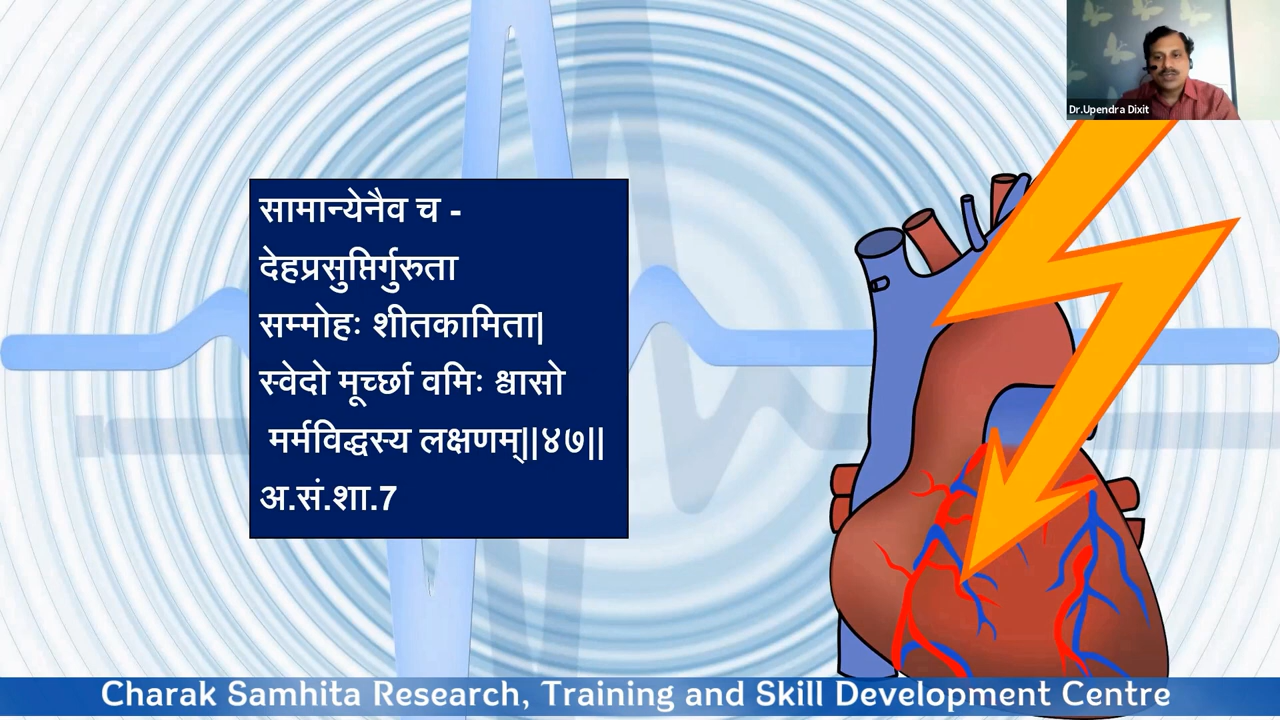 Dr.Upendra Dixit
सामान्येनैव च -
देहप्रसुप्तिर्गुरुता
सम्मोहः शीतकामिता|
स्वेदो मूर्च्छा वमिः श्वासो
मर्मविद्धस्य लक्षणम्||४७||
अ.सं.शा.7
Charak Samhita Research, Training and Skill Development Centre